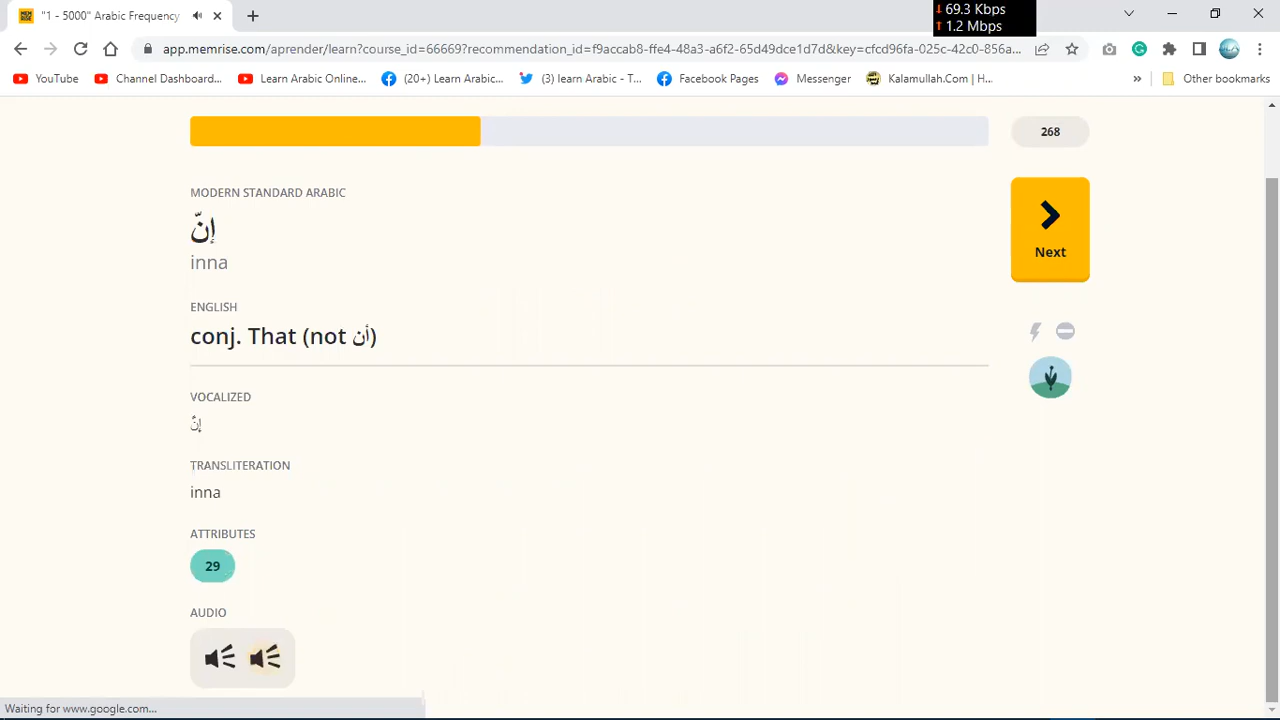 "1 - 5000" Arabic Frequency
69.3 Kbps
1.2 Mbps
app.memrise.com/aprender/learn?course_id=68669?recommendation_id=f9accab8-ffe4-48a3-a6f2-65d49dce1d7d&key=cfcd96fa-025c-42c0-856a...
YouTube
Channel Dashboard...
Learn Arabic Online...
(20+) Learn Arabic...
(3) learn Arabic - T...
Facebook Pages
Messenger
Kalamullah.Com | H...
»
Other bookmarks
268
MODERN STANDARD ARABIC
إنّ
inna
Next
ENGLISH
conj. That (not أن)
VOCALIZED
إنَّ
TRANSLITERATION
inna
ATTRIBUTES
29
AUDIO
Waiting for www.google.com...